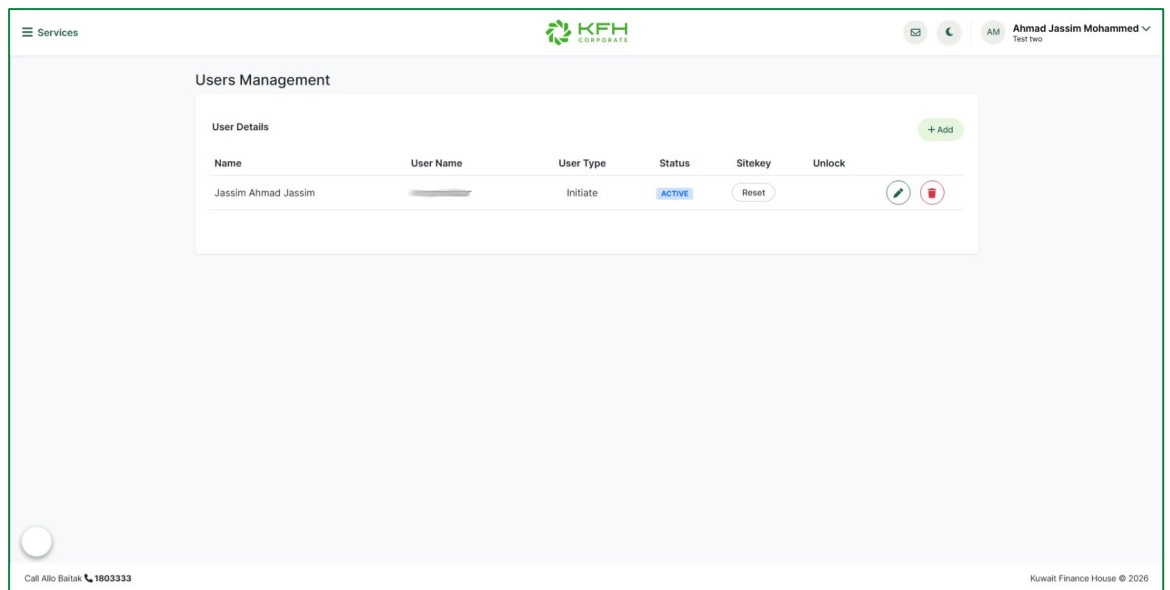 Services
KFH
CORPORATE
AM
Ahmad Jassim Mohammed
Test two
Users Management
User Details
+ Add
Name User Name User Type Status Sitekey Unlock
Jassim Ahmad Jassim Initiate ACTIVE Reset
Call Allo Baitak 1803333
Kuwait Finance House © 2026